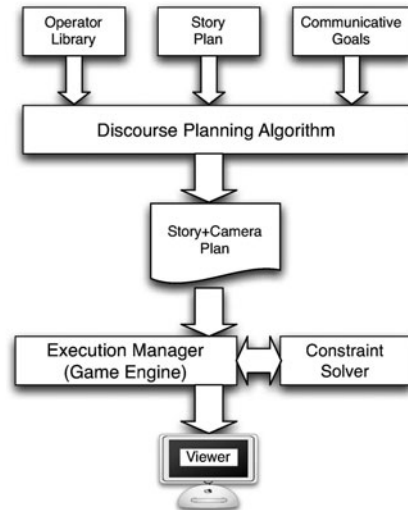 Operator
Library
Story
Plan
Communicative
Goals
Discourse Planning Algorithm
Story+Camera
Plan
Execution Manager
(Game Engine)
Constraint
Solver
Viewer